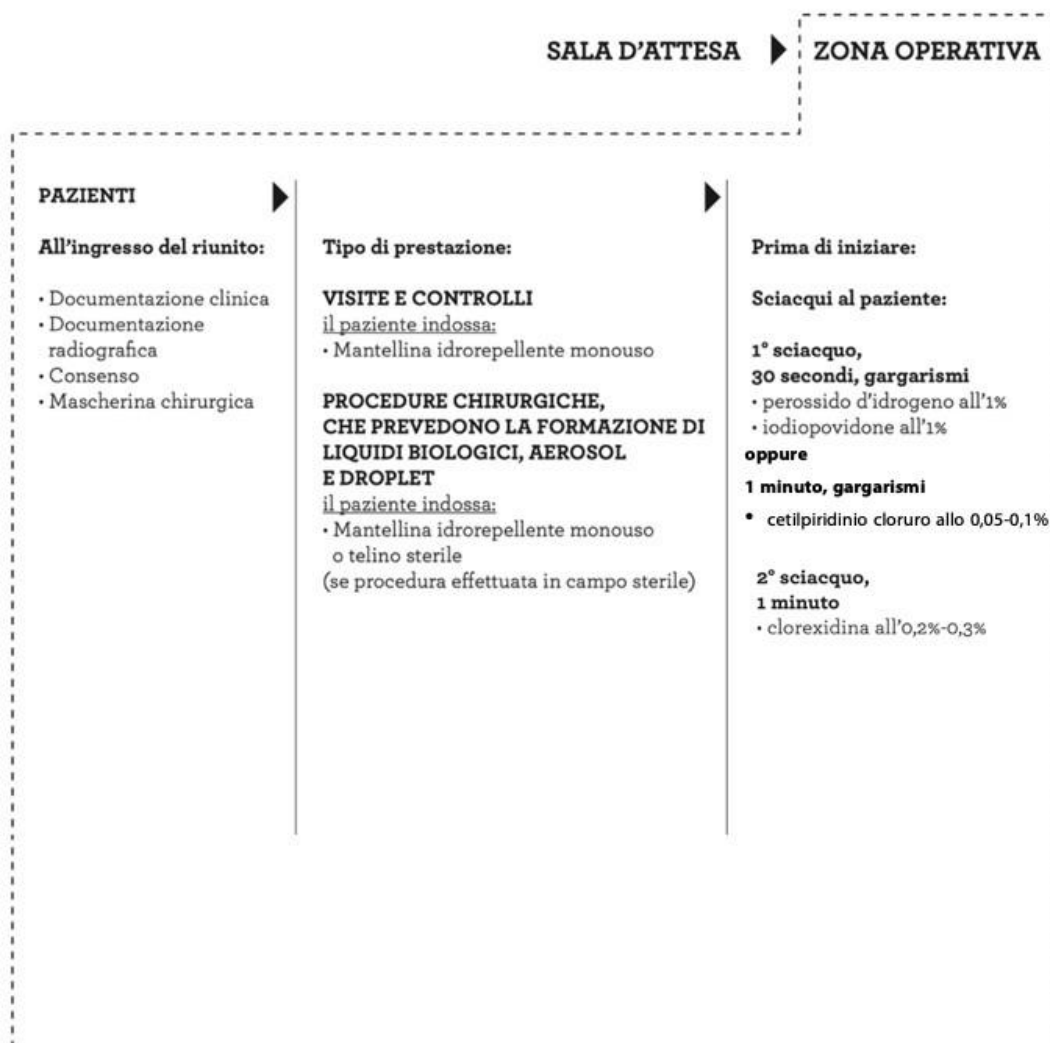 SALA D'ATTESA
ZONA OPERATIVA
PAZIENTI
All'ingresso del riunito:
• Documentazione clinica
• Documentazione
radiografica
• Consenso
• Mascherina chirurgica
Tipo di prestazione:
VISITE E CONTROLLI
il paziente indossa:
• Mantellina idrorepellente monouso
PROCEDURE CHIRURGICHE,
CHE PREVEDONO LA FORMAZIONE DI
LIQUIDI BIOLOGICI, AEROSOL
E DROPLET
il paziente indossa:
• Mantellina idrorepellente monouso
o telino sterile
(se procedura effettuata in campo sterile)
Prima di iniziare:
Sciacqui al paziente:
1° sciacquo,
30 secondi, gargarismi
• perossido d'idrogeno all'1%
• iodiopovidone all'1%
oppure
1 minuto, gargarismi
• cetilpiridinio cloruro allo 0,05-0,1%
2° sciacquo,
1 minuto
• clorexidina all'0,2%-0,3%